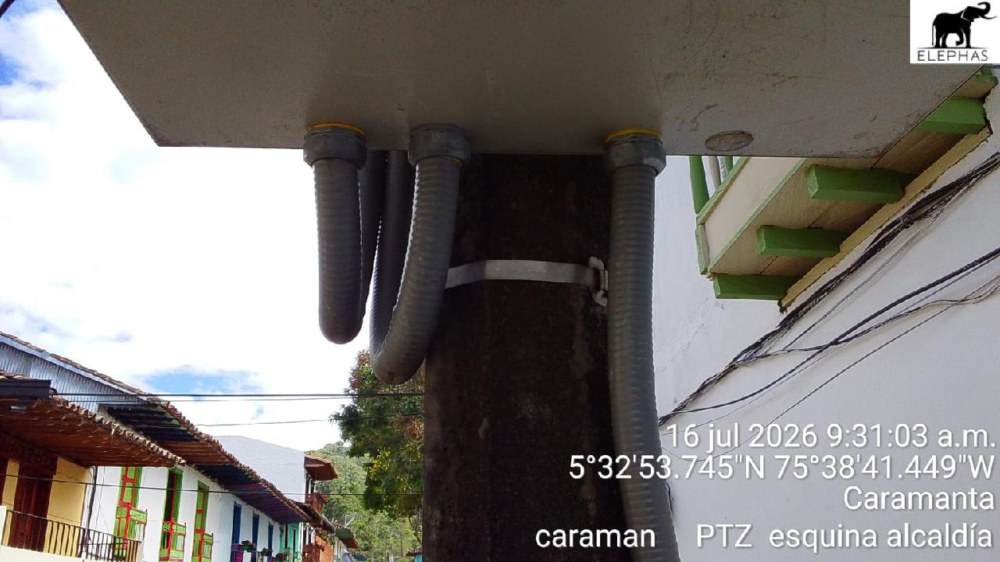 ELEPHAS
16 jul 2026 9:31:03 a.m.
5°32'53.745"N 75°38'41.449"W
Caramanta
caraman PTZ esquina alcaldía